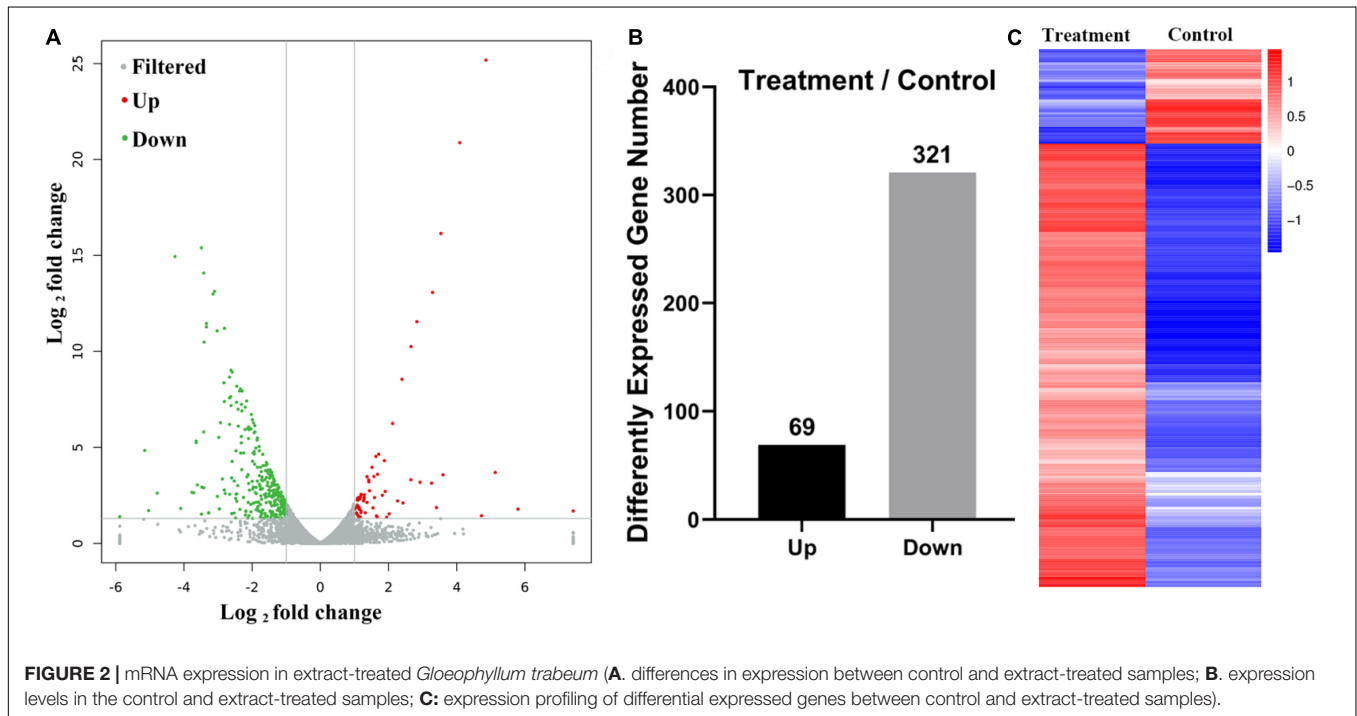 A
Filtered
Up
Down
Log 2 fold change
25
20
15
10
5
0
-6
-4
-2
0
2
4
6
Log 2 fold change
B
Treatment / Control
Differently Expressed Gene Number
400
300
200
100
0
69
321
Up
Down
C
Treatment
Control
1
0.5
0
−0.5
−1
FIGURE 2 | mRNA expression in extract-treated Gloeophyllum trabeum (A. differences in expression between control and extract-treated samples; B. expression
levels in the control and extract-treated samples; C: expression profiling of differential expressed genes between control and extract-treated samples).